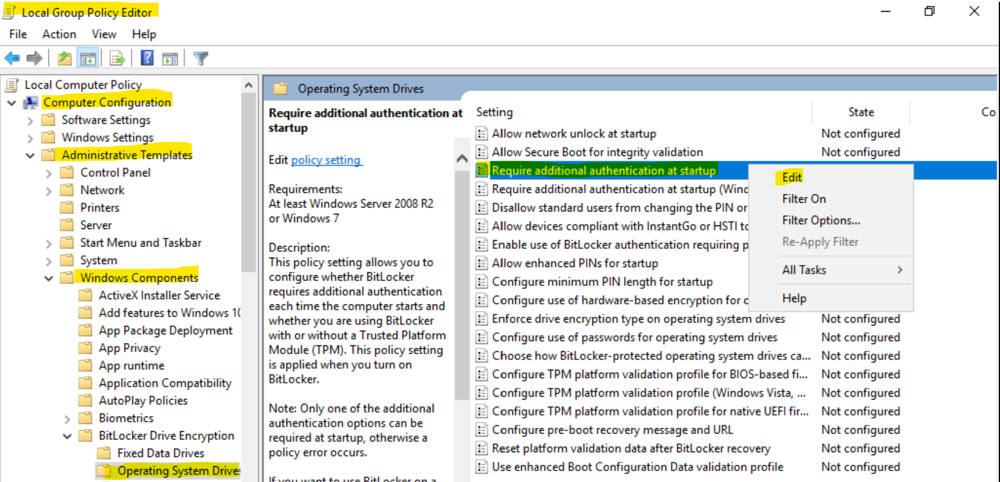 Local Group Policy Editor
File Action View Help
Local Computer Policy
Computer Configuration
Software Settings
Windows Settings
Administrative Templates
Control Panel
Network
Printers
Server
Start Menu and Taskbar
System
Windows Components
ActiveX Installer Service
Add features to Windows 10
App Package Deployment
App Privacy
App runtime
Application Compatibility
AutoPlay Policies
Biometrics
BitLocker Drive Encryption
Fixed Data Drives
Operating System Drives
Operating System Drives
Require additional authentication at
startup
Edit policy setting
Requirements:
At least Windows Server 2008 R2
or Windows 7
Description:
This policy setting allows you to
configure whether BitLocker
requires additional authentication
each time the computer starts and
whether you are using BitLocker
with or without a Trusted Platform
Module (TPM). This policy setting
is applied when you turn on
BitLocker.
Note: Only one of the additional
authentication options can be
required at startup, otherwise a
policy error occurs.
If you want to use BitLocker on a
Setting State Co
Allow network unlock at startup Not configured
Allow Secure Boot for integrity validation Not configured
Require additional authentication at startup
Require additional authentication at startup (Wind
Disallow standard users from changing the PIN or
Allow devices compliant with InstantGo or HSTI to
Enable use of BitLocker authentication requiring p
Allow enhanced PINs for startup
Configure minimum PIN length for startup
Configure use of hardware-based encryption for o
Enforce drive encryption type on operating system drives Not configured
Configure use of passwords for operating system drives Not configured
Choose how BitLocker-protected operating system drives ca... Not configured
Configure TPM platform validation profile for BIOS-based fi... Not configured
Configure TPM platform validation profile (Windows Vista, ... Not configured
Configure TPM platform validation profile for native UEFI fir... Not configured
Configure pre-boot recovery message and URL Not configured
Reset platform validation data after BitLocker recovery Not configured
Use enhanced Boot Configuration Data validation profile Not configured
Edit
Filter On
Filter Options...
Re-Apply Filter
All Tasks
Help